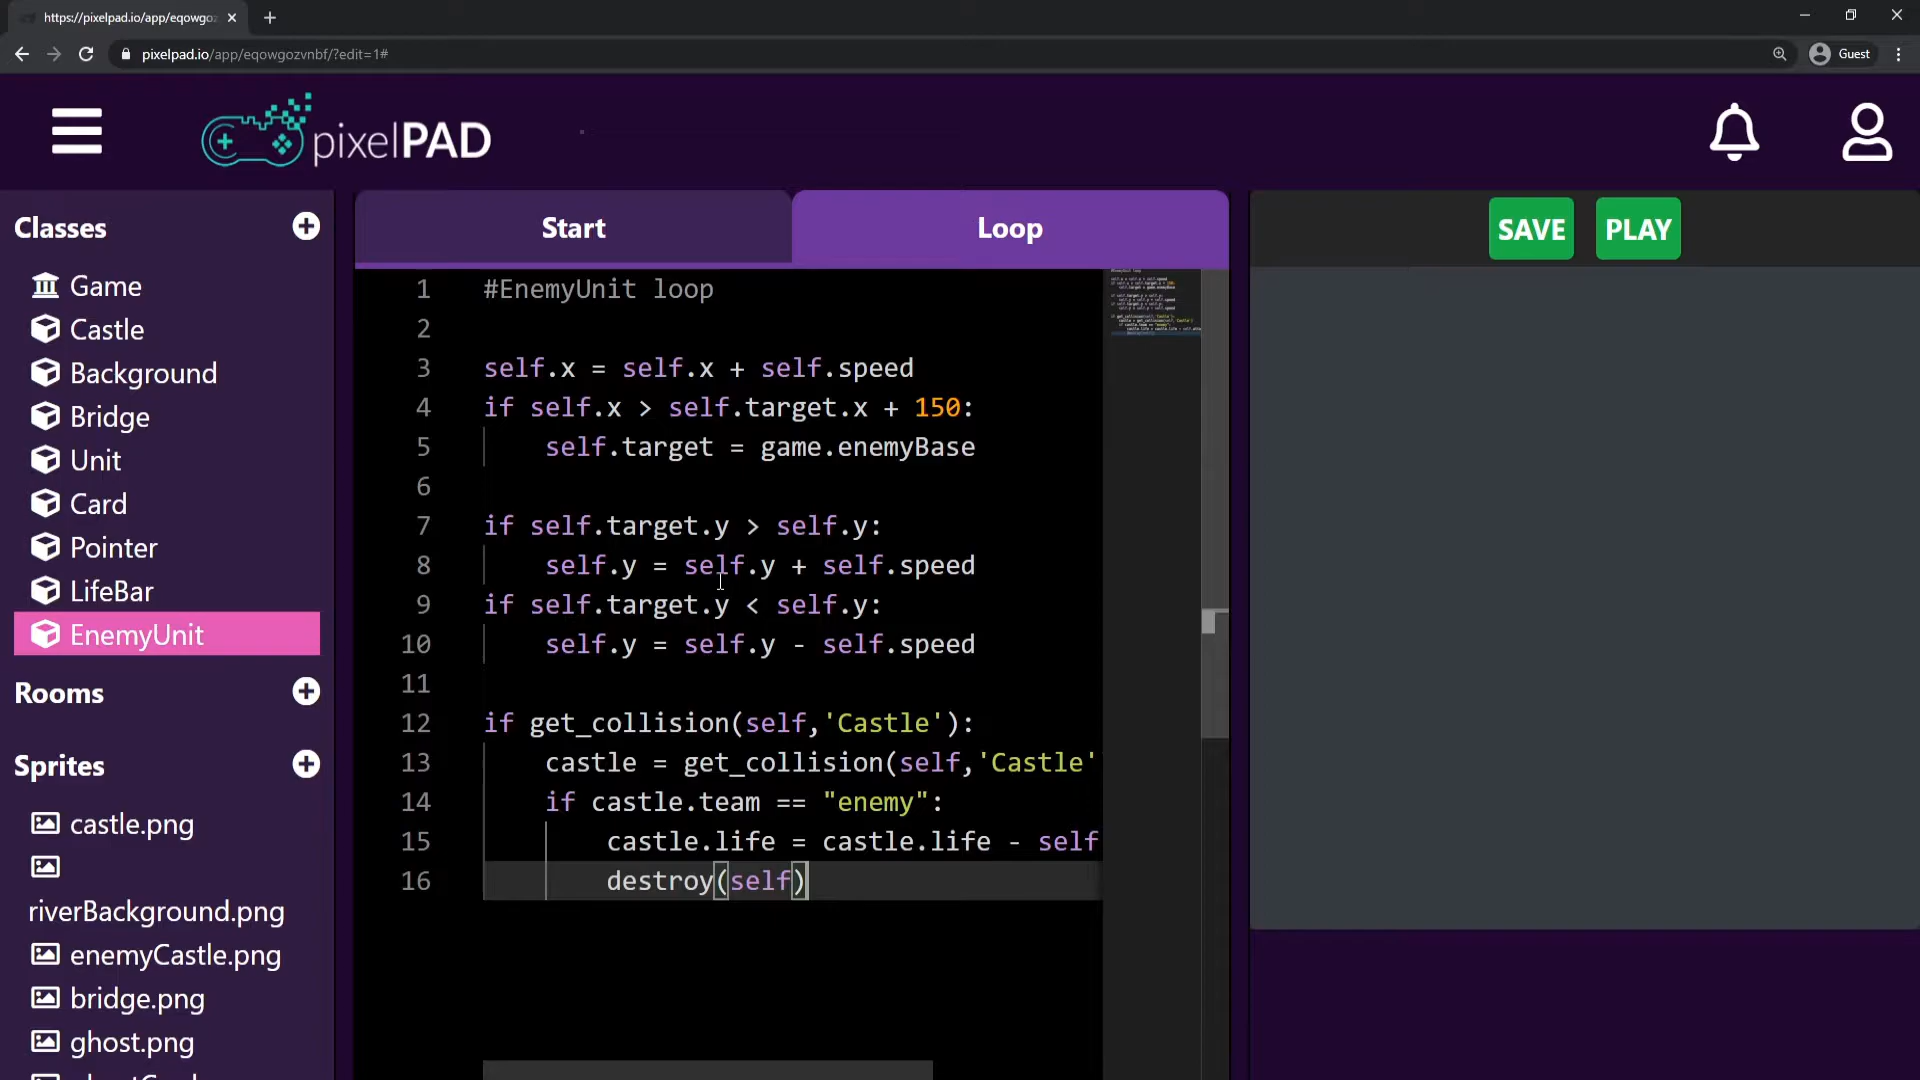 https://pixelpad.io/app/eqowgoz
pixelpad.io/app/eqowgozvnbf/?edit=1#
Guest
pixelPAD
Classes
Game
Castle
Background
Bridge
Unit
Card
Pointer
LifeBar
EnemyUnit
Rooms
Sprites
castle.png
riverBackground.png
enemyCastle.png
bridge.png
ghost.png
Start
Loop
1 #EnemyUnit loop
2
3 self.x = self.x + self.speed
4 if self.x > self.target.x + 150:
5 self.target = game.enemyBase
6
7 if self.target.y > self.y:
8 self.y = self.y + self.speed
9 if self.target.y < self.y:
10 self.y = self.y - self.speed
11
12 if get_collision(self,'Castle'):
13 castle = get_collision(self,'Castle'
14 if castle.team == "enemy":
15 castle.life = castle.life - self
16 destroy(self)
SAVE
PLAY